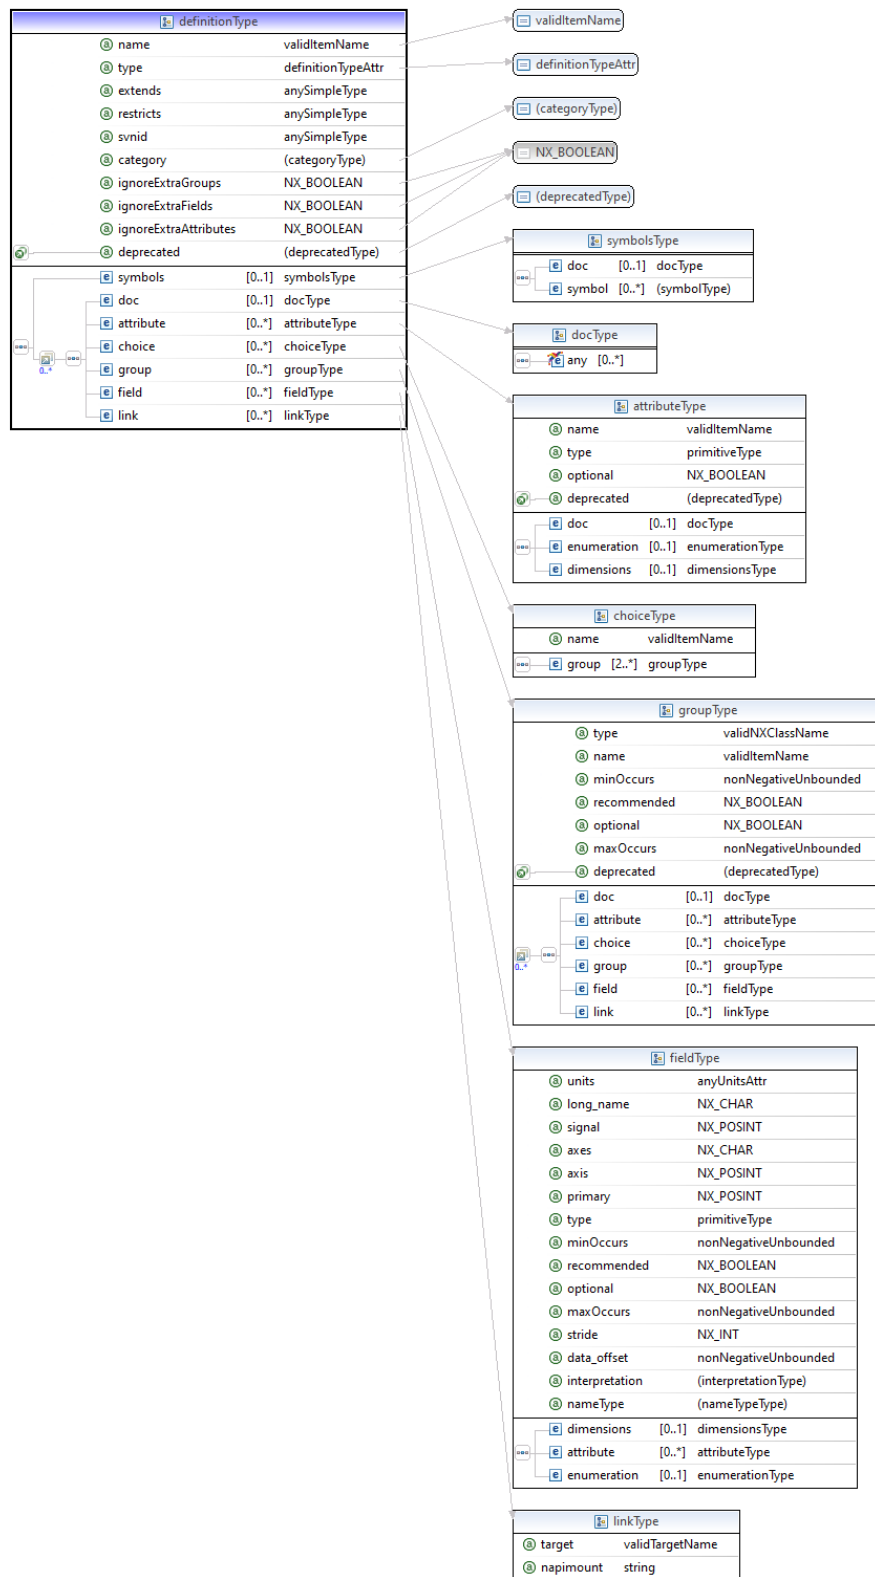 definitionType
name validItemName
type definitionTypeAttr
extends anySimpleType
restricts anySimpleType
svnid anySimpleType
category (categoryType)
ignoreExtraGroups NX_BOOLEAN
ignoreExtraFields NX_BOOLEAN
ignoreExtraAttributes NX_BOOLEAN
deprecated (deprecatedType)
symbols [0..1] symbolsType
doc [0..1] docType
attribute [0..*] attributeType
choice [0..*] choiceType
group [0..*] groupType
0..*
field [0..*] fieldType
link [0..*] linkType
validItemName
definitionTypeAttr
(categoryType)
NX_BOOLEAN
(deprecatedType)
symbolsType
doc [0..1] docType
symbol [0..*] (symbolType)
docType
any [0..*]
attributeType
name validItemName
type primitiveType
optional NX_BOOLEAN
deprecated (deprecatedType)
doc [0..1] docType
enumeration [0..1] enumerationType
dimensions [0..1] dimensionsType
choiceType
name validItemName
group [2..*] groupType
groupType
type validNXClassName
name validItemName
minOccurs nonNegativeUnbounded
recommended NX_BOOLEAN
optional NX_BOOLEAN
maxOccurs nonNegativeUnbounded
deprecated (deprecatedType)
doc [0..1] docType
attribute [0..*] attributeType
choice [0..*] choiceType
group [0..*] groupType
0..*
field [0..*] fieldType
link [0..*] linkType
fieldType
units anyUnitsAttr
long_name NX_CHAR
signal NX_POSINT
axes NX_CHAR
axis NX_POSINT
primary NX_POSINT
type primitiveType
minOccurs nonNegativeUnbounded
recommended NX_BOOLEAN
optional NX_BOOLEAN
maxOccurs nonNegativeUnbounded
stride NX_INT
data_offset nonNegativeUnbounded
interpretation (interpretationType)
nameType (nameTypeType)
dimensions [0..1] dimensionsType
attribute [0..*] attributeType
enumeration [0..1] enumerationType
linkType
target validTargetName
napimount string